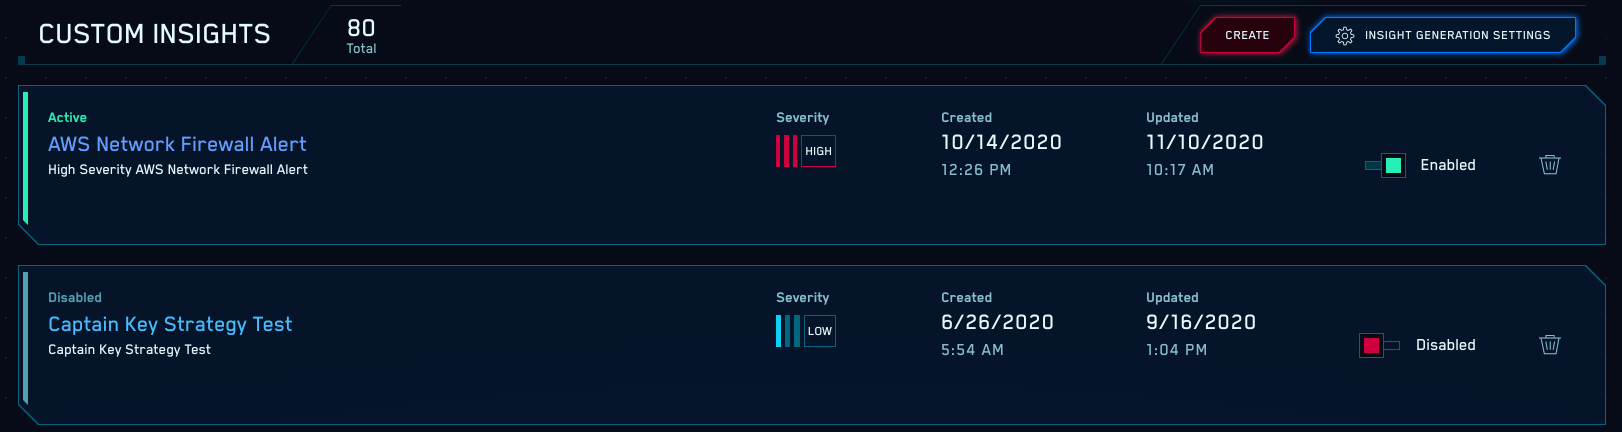 CUSTOM INSIGHTS
80
Total
CREATE
INSIGHT GENERATION SETTINGS
Active
AWS Network Firewall Alert
High Severity AWS Network Firewall Alert
Severity
HIGH
Created
10/14/2020
12:26 PM
Updated
11/10/2020
10:17 AM
Enabled
Disabled
Captain Key Strategy Test
Captain Key Strategy Test
Severity
LOW
Created
6/26/2020
5:54 AM
Updated
9/16/2020
1:04 PM
Disabled